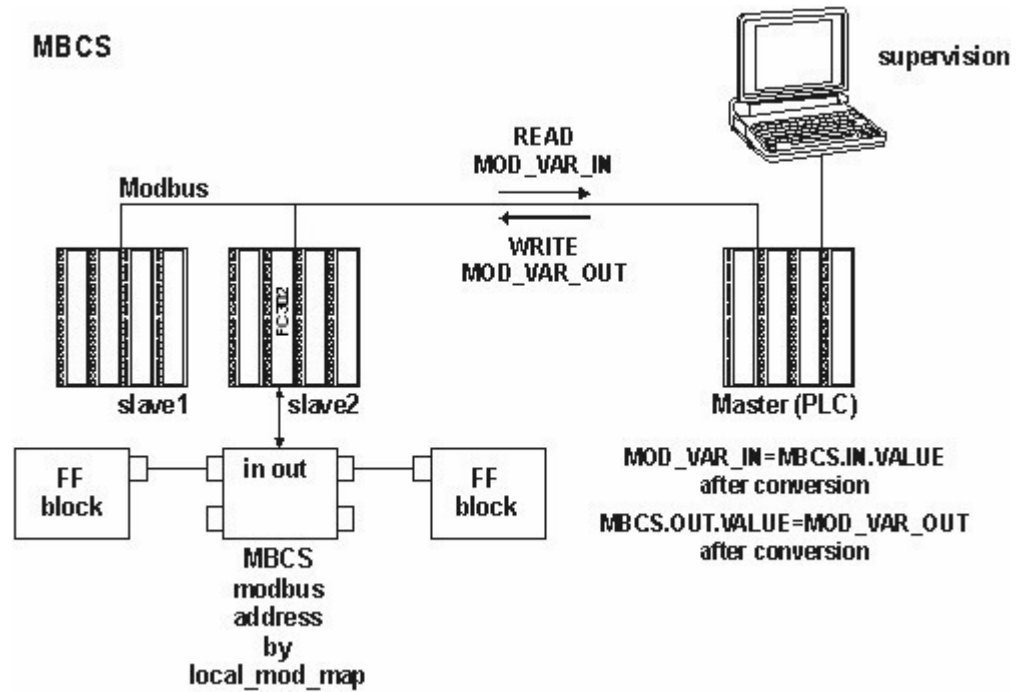 MBCS
supervision
READ
MOD_VAR_IN
Modbus
WRITE
MOD_VAR_OUT
FC302
slave1
slave2
Master (PLC)
FF
block
in out
FF
block
MOD_VAR_IN=MBCS.IN.VALUE
after conversion
MBCS.OUT.VALUE=MOD_VAR_OUT
after conversion
MBCS
modbus
address
by
local_mod_map